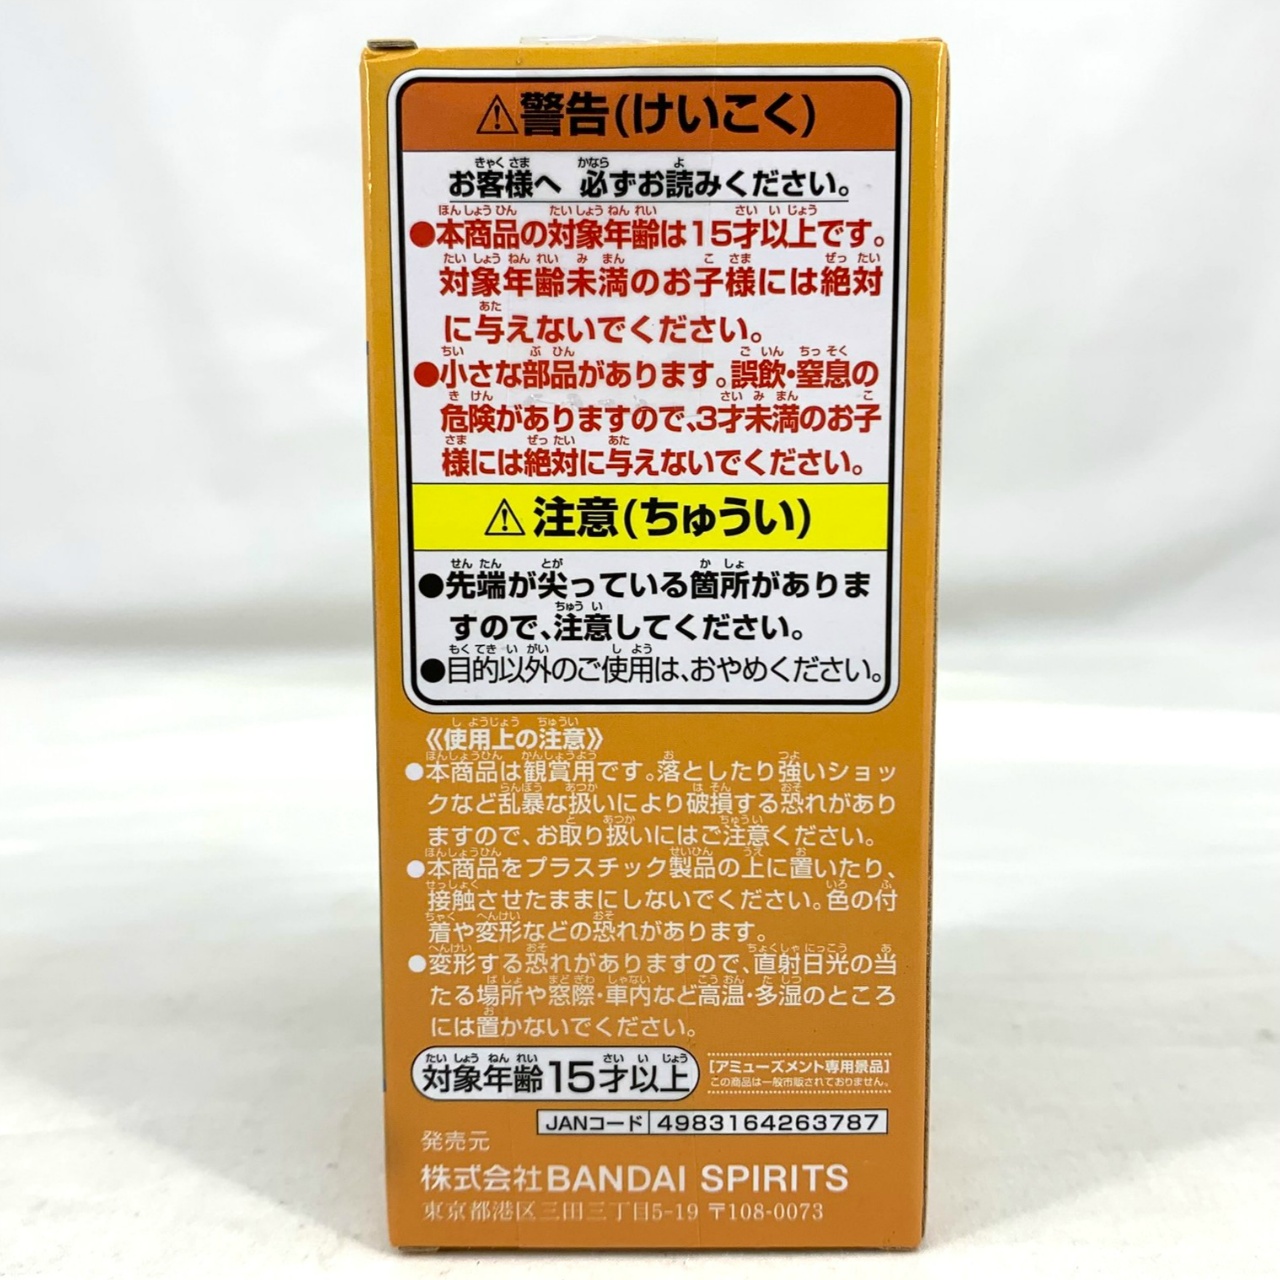 ⚠警告(けいこく)
お客様へ 必ずお読みください。
●本商品の対象年齢は15才以上です。
対象年齢未満のお子様には絶対
に与えないでください。
●小さな部品があります。誤飲・窒息の
危険がありますので、3才未満のお子
様には絶対に与えないでください。
⚠注意(ちゅうい)
●先端が尖っている箇所がありま
すので、注意してください。
●目的以外のご使用は、おやめください。
《使用上の注意》
●本商品は観賞用です。落としたり強いショッ
クなど乱暴な扱いにより破損する恐れがあり
ますので、お取り扱いにはご注意ください。
●本商品をプラスチック製品の上に置いたり、
接触させたままにしないでください。色の付
着や変形などの恐れがあります。
●変形する恐れがありますので、直射日光の当
たる場所や窓際・車内など高温・多湿のところ
には置かないでください。
対象年齢15才以上
[アミューズメント専用景品]
この商品は一般市販されておりません。
JANコード 4983164263787
発売元
株式会社BANDAI SPIRITS
東京都港区三田三丁目5-19 〒108-0073